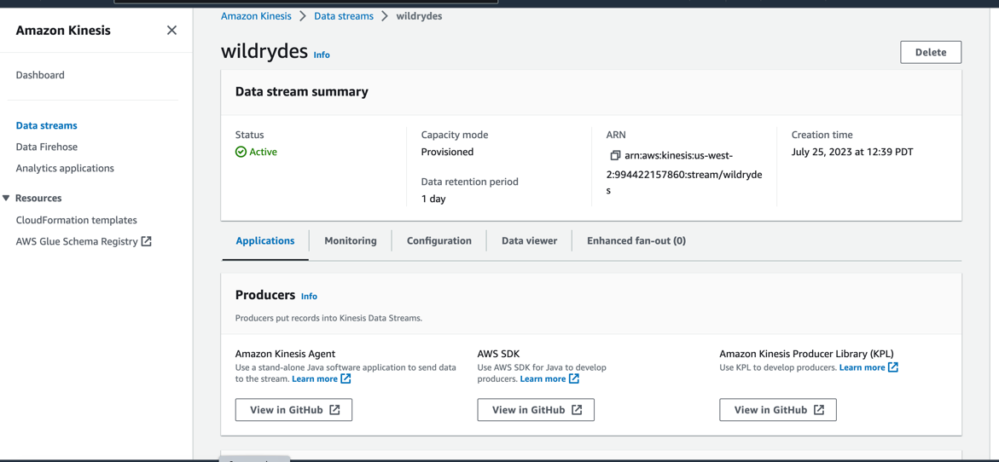 Amazon Kinesis
Dashboard
Data streams
Data Firehose
Analytics applications
Resources
CloudFormation templates
AWS Glue Schema Registry
Amazon Kinesis > Data streams > wildrydes
wildrydes Info
Delete
Data stream summary
Status
Active
Capacity mode
Provisioned
Data retention period
1 day
ARN
arn:aws:kinesis:us-west-
2:994422157860:stream/wildryde
s
Creation time
July 25, 2023 at 12:39 PDT
Applications
Monitoring
Configuration
Data viewer
Enhanced fan-out (0)
Producers Info
Producers put records into Kinesis Data Streams.
Amazon Kinesis Agent
Use a stand-alone Java software application to send data
to the stream. Learn more
View in GitHub
AWS SDK
Use AWS SDK for Java to develop
producers. Learn more
View in GitHub
Amazon Kinesis Producer Library (KPL)
Use KPL to develop producers. Learn more
View in GitHub